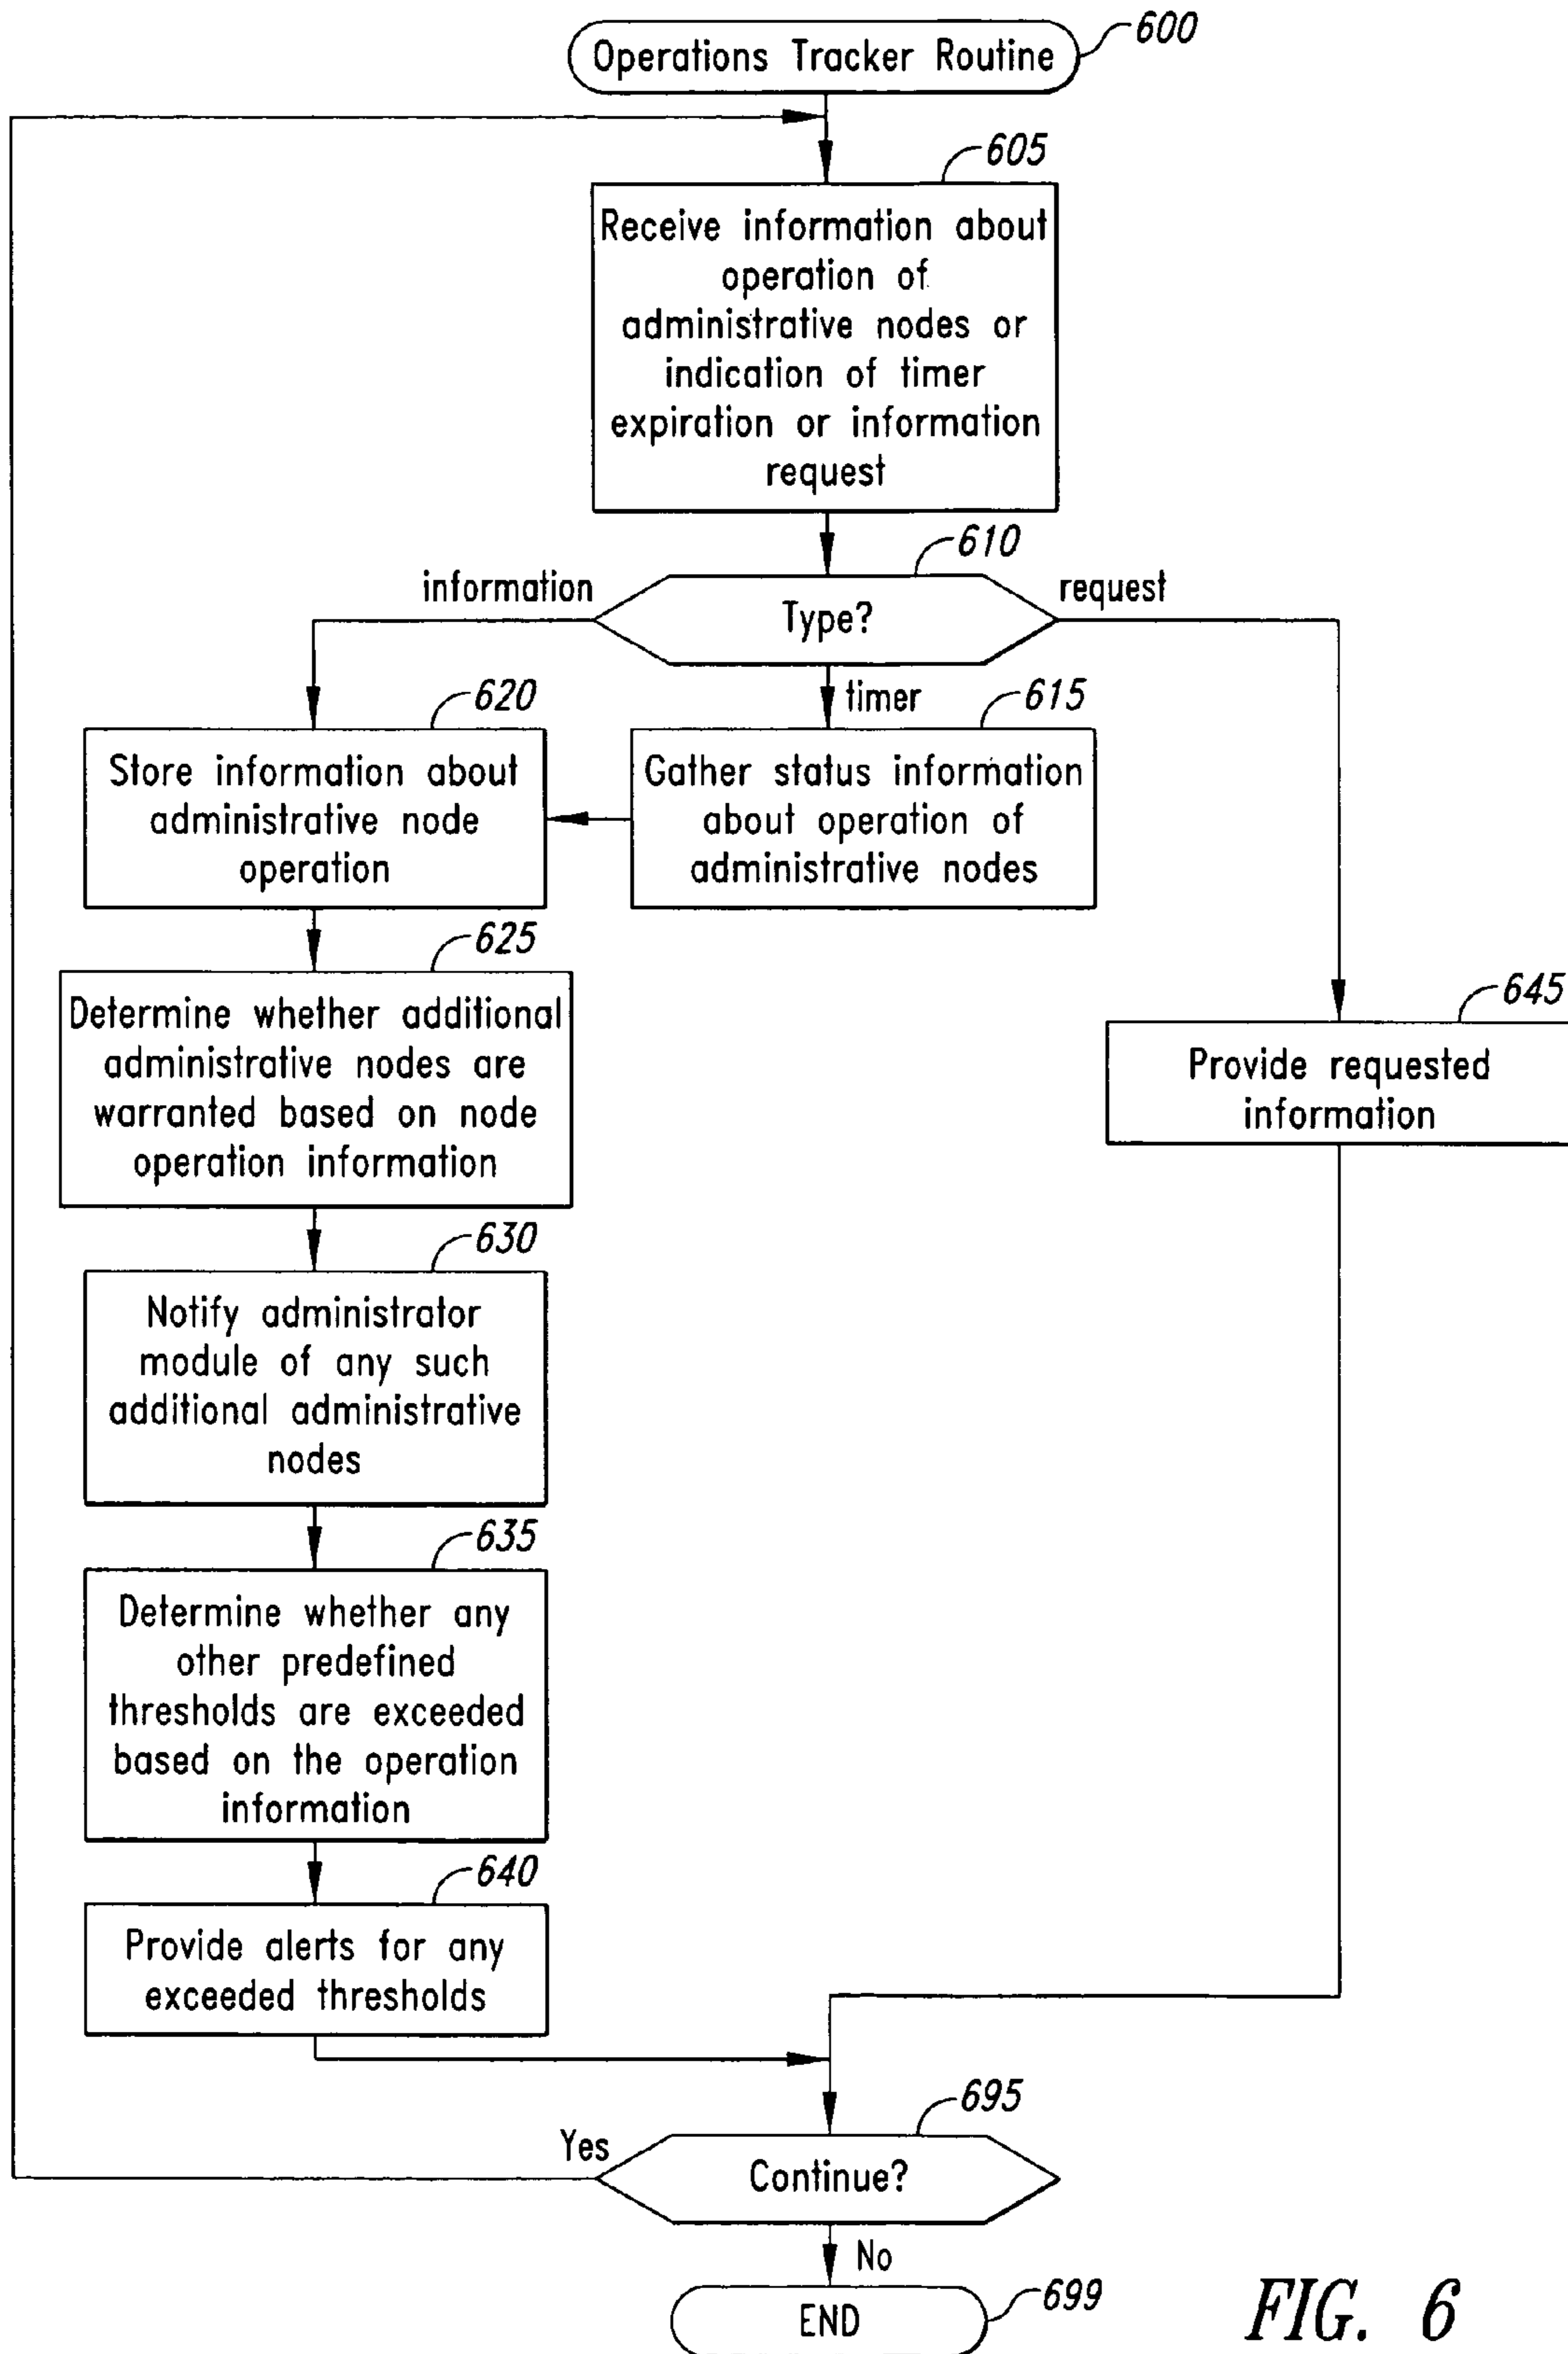 Operations Tracker Routine
600
605
Receive information about
operation of
administrative nodes or
indication of timer
expiration or information
request
610
information
Type?
request
timer
620
615
Store information about
administrative node
operation
Gather status information
about operation of
administrative nodes
625
Determine whether additional
administrative nodes are
warranted based on node
operation information
645
Provide requested
information
630
Notify administrator
module of any such
additional administrative
nodes
635
Determine whether any
other predefined
thresholds are exceeded
based on the operation
information
640
Provide alerts for any
exceeded thresholds
695
Yes
Continue?
No
END
699
FIG. 6